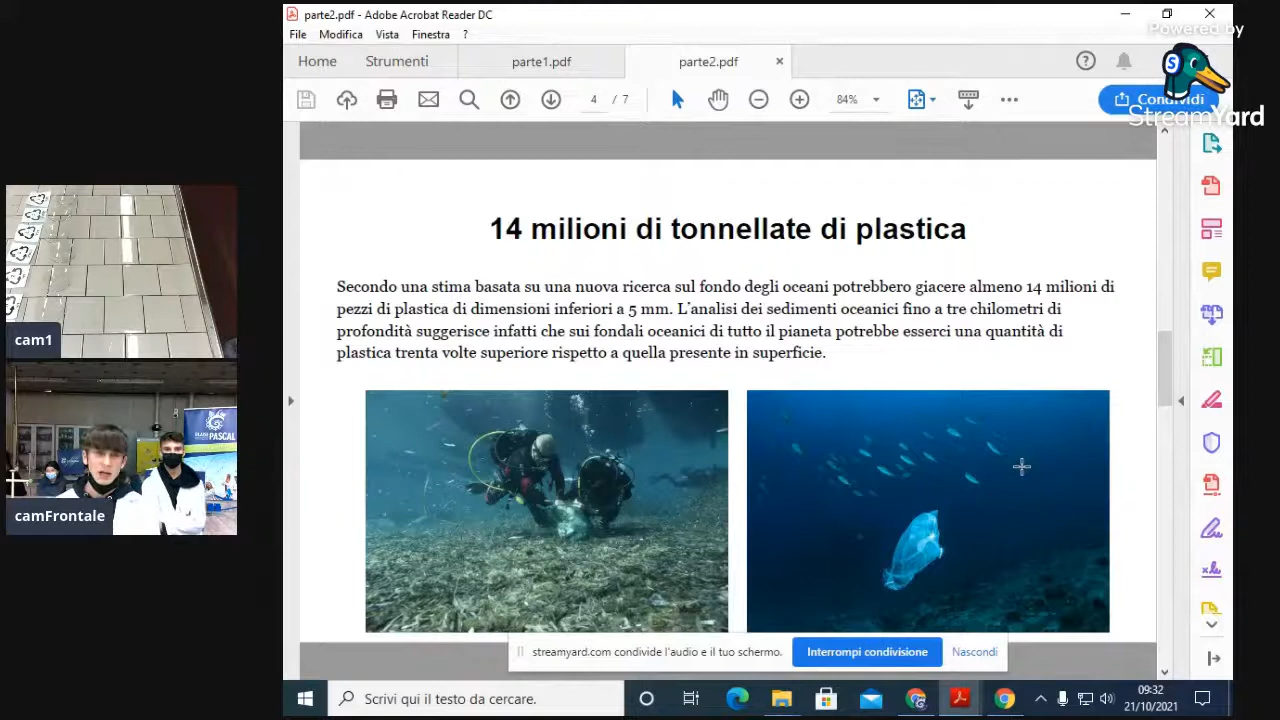 parte2.pdf - Adobe Acrobat Reader DC
File Modifica Vista Finestra ?
Home Strumenti parte1.pdf parte2.pdf
4 / 7 84% Condividi
Powered by
StreamYard
14 milioni di tonnellate di plastica
Secondo una stima basata su una nuova ricerca sul fondo degli oceani potrebbero giacere almeno 14 milioni di
pezzi di plastica di dimensioni inferiori a 5 mm. L'analisi dei sedimenti oceanici fino a tre chilometri di
profondità suggerisce infatti che sui fondali oceanici di tutto il pianeta potrebbe esserci una quantità di
plastica trenta volte superiore rispetto a quella presente in superficie.
cam1
PASCAL
camFrontale
streamyard.com condivide l'audio e il tuo schermo. Interrompi condivisione Nascondi
Scrivi qui il testo da cercare.
09:32
21/10/2021